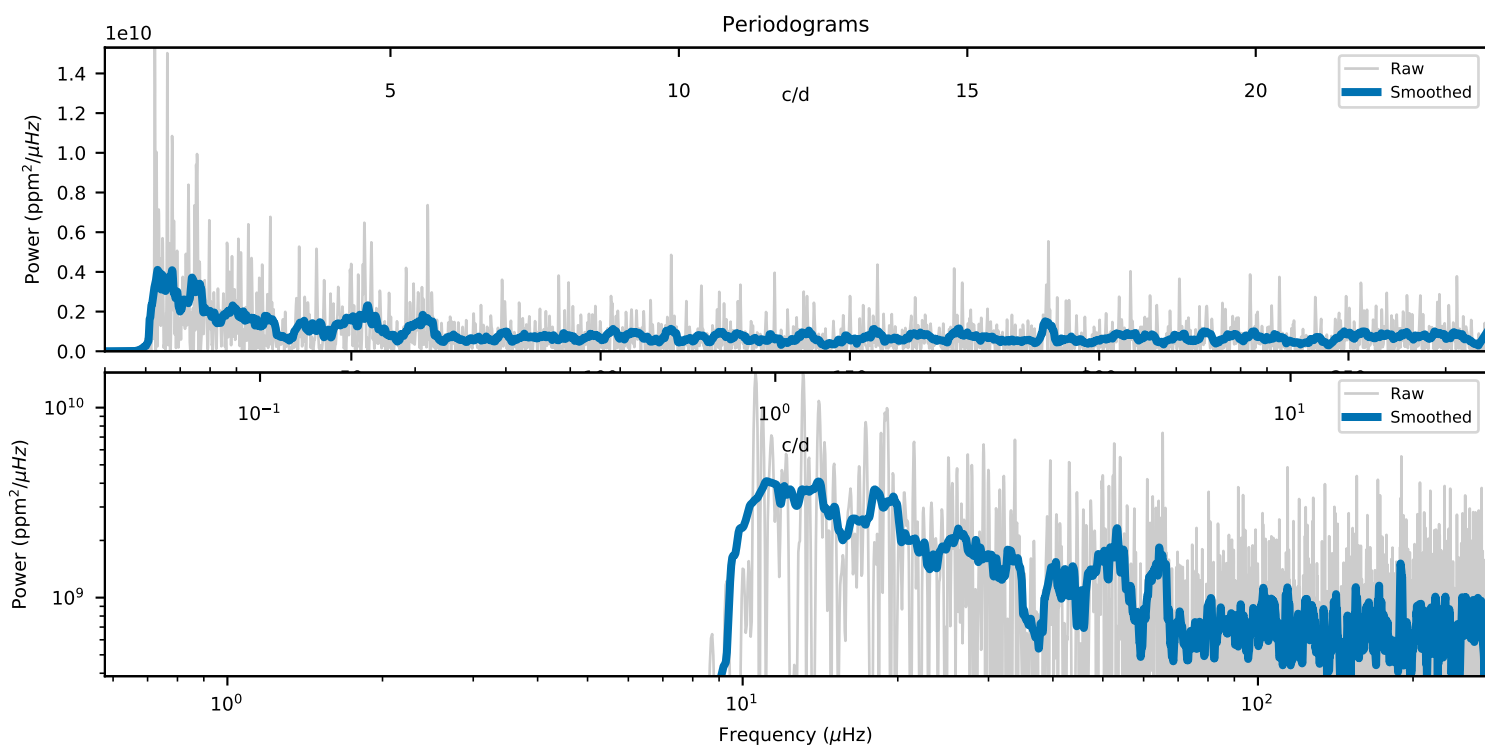 Periodograms
1e10
1.4
1.2
1.0
0.8
0.6
0.4
0.2
0.0
Power (ppm²/μHz)
5
10
15
20
c/d
Raw
Smoothed
10¹⁰
10⁹
Power (ppm²/μHz)
10⁻¹
10⁰
10¹
c/d
Raw
Smoothed
10⁰
10¹
10²
Frequency (μHz)